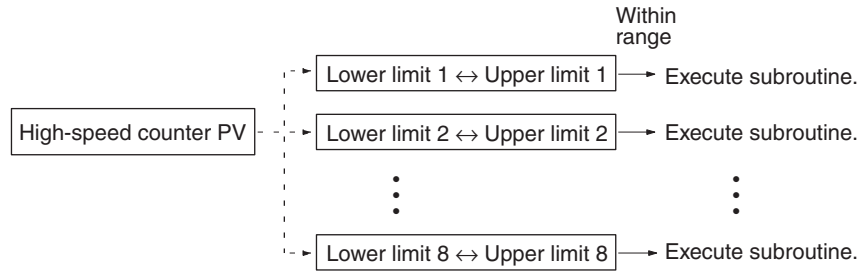 Within
range
Lower limit 1 ↔ Upper limit 1
Execute subroutine.
High-speed counter PV
Lower limit 2 ↔ Upper limit 2
Execute subroutine.
Lower limit 8 ↔ Upper limit 8
Execute subroutine.